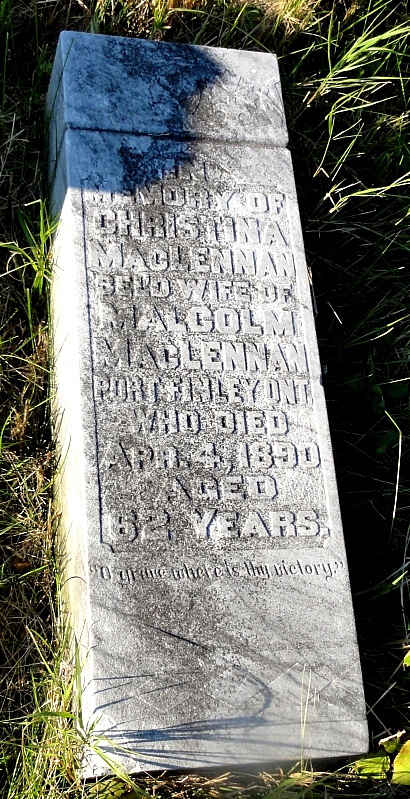 IN
MEMORY OF
CHRISTINA
MACLENNAN
BELD WIFE OF
MALCOLM
MACLENNAN
PORT FINLEY ONT.
WHO DIED
APR. 4, 1890
AGED
62 YEARS,
"O grave where is thy victory."